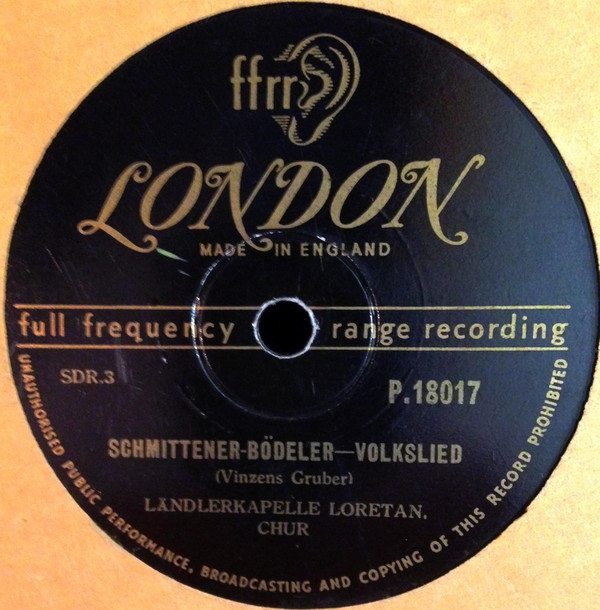 ffrr
LONDON
MADE IN ENGLAND
full frequency range recording
SDR.3
P.18017
SCHMITTENER-BÖDELER—VOLKSLIED
(Vinzens Gruber)
LÄNDLERKAPELLE LORETAN,
CHUR
UNAUTHORISED PUBLIC PERFORMANCE, BROADCASTING AND COPYING OF THIS RECORD PROHIBITED